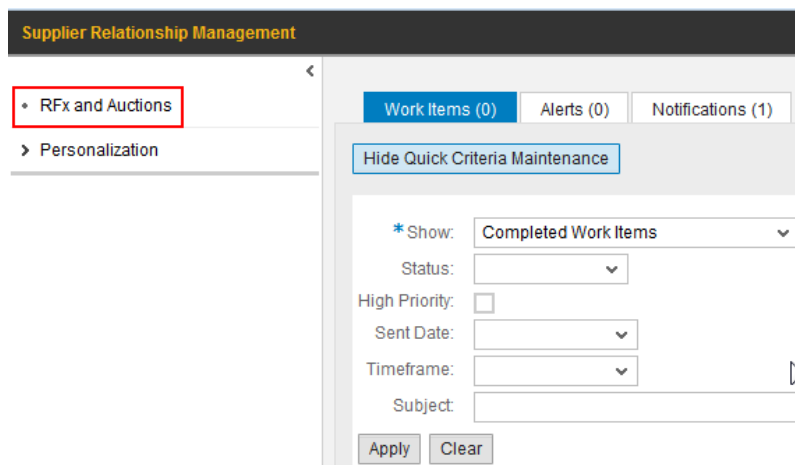 Supplier Relationship Management
RFx and Auctions
Personalization
Work Items (0)
Alerts (0)
Notifications (1)
Hide Quick Criteria Maintenance
*Show: Completed Work Items
Status:
High Priority:
Sent Date:
Timeframe:
Subject:
Apply Clear